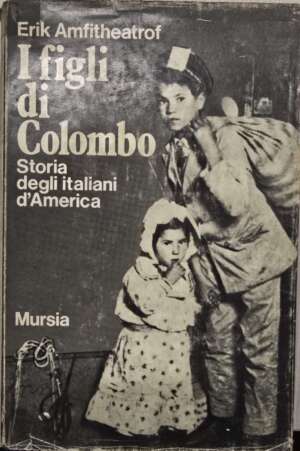 Erik Amfitheatrof
I figli
di
Colombo
Storia
degli italiani
d'America
Mursia